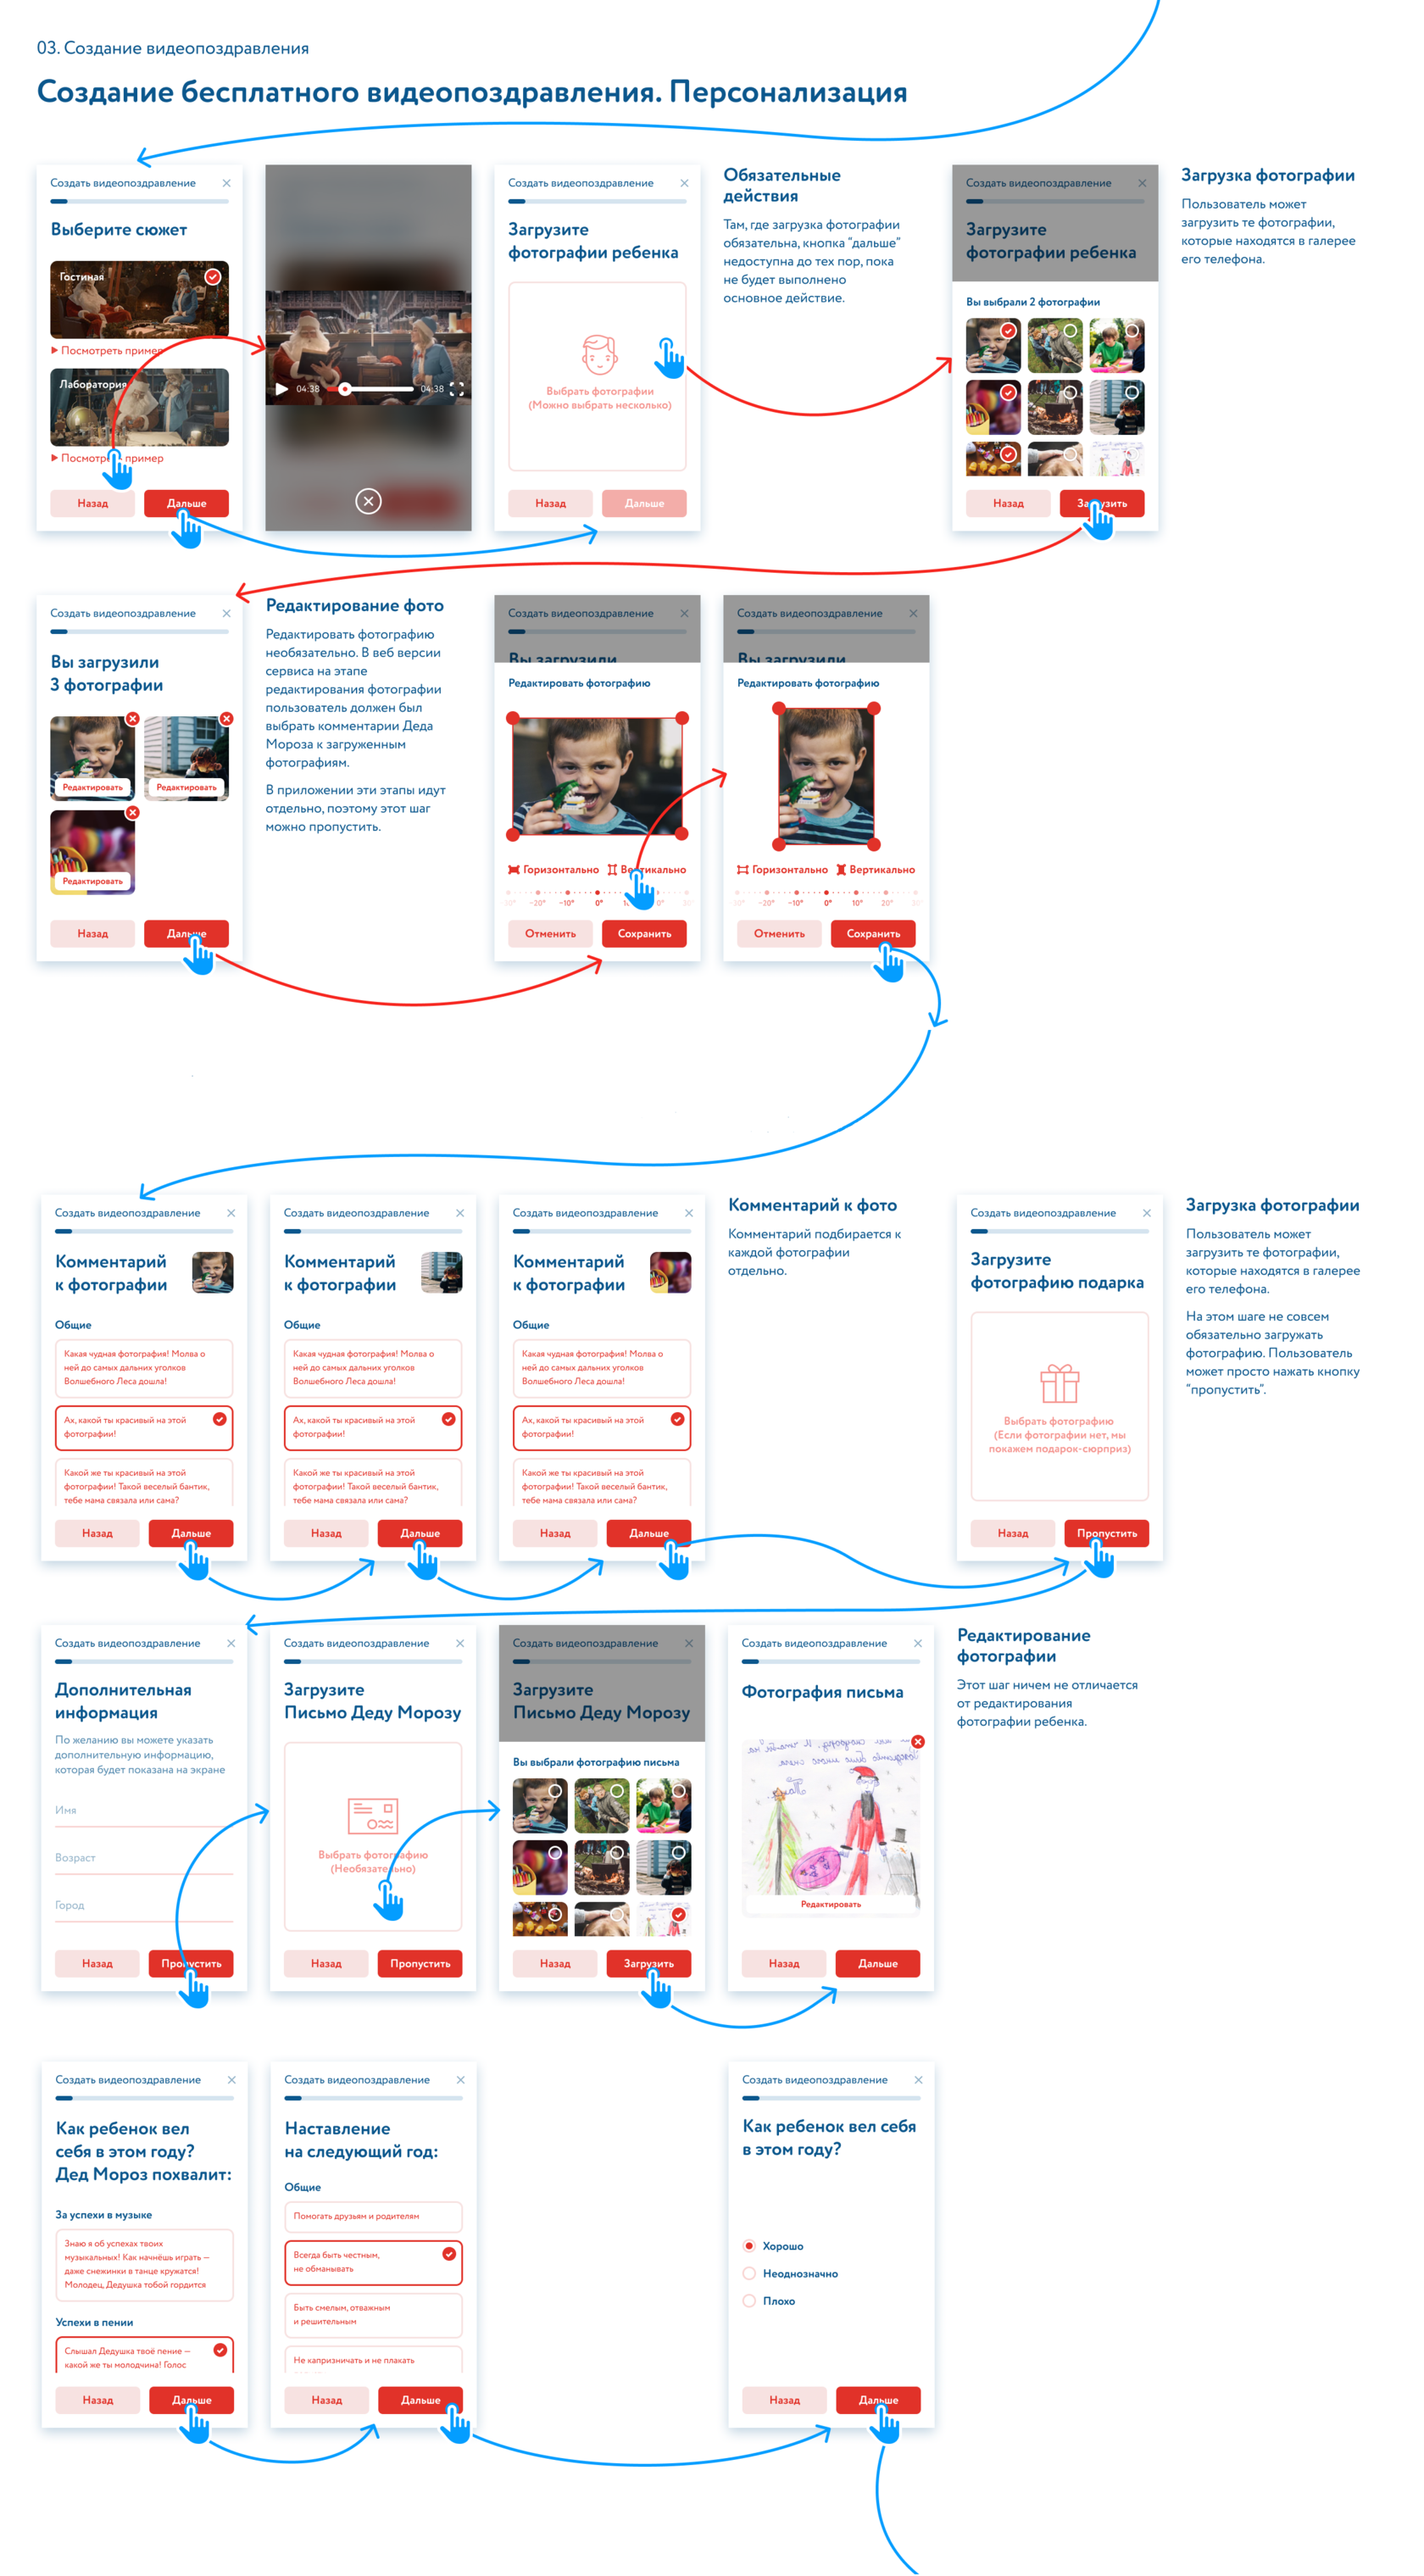 03. Создание видеопоздравления
Создание бесплатного видеопоздравления. Персонализация
Создать видеопоздравление
Выберите сюжет
Гостиная
Посмотреть пример
Лаборатория
Посмотреть пример
Назад
Дальше
04:38
04:38
Создать видеопоздравление
Загрузите
фотографии ребенка
Выбрать фотографии
(Можно выбрать несколько)
Назад
Дальше
Обязательные
действия
Там, где загрузка фотографии
обязательна, кнопка "дальше"
недоступна до тех пор, пока
не будет выполнено
основное действие.
Создать видеопоздравление
Загрузите
фотографии ребенка
Вы выбрали 2 фотографии
Назад
Загрузить
Загрузка фотографии
Пользователь может
загрузить те фотографии,
которые находятся в галерее
его телефона.
Создать видеопоздравление
Вы загрузили
3 фотографии
Редактировать
Редактировать
Редактировать
Назад
Дальше
Редактирование фото
Редактировать фотографию
необязательно. В веб версии
сервиса на этапе
редактирования фотографии
пользователь должен был
выбрать комментарии Деда
Мороза к загруженным
фотографиям.
В приложении эти этапы идут
отдельно, поэтому этот шаг
можно пропустить.
Создать видеопоздравление
Вы загрузили
Редактировать фотографию
Горизонтально
Вертикально
-20° -10° 0°
Отменить
Сохранить
Создать видеопоздравление
Вы загрузили
Редактировать фотографию
Горизонтально
Вертикально
-20° -10° 0° 10° 20°
Отменить
Сохранить
Создать видеопоздравление
Комментарий
к фотографии
Общие
Какая чудная фотография! Молва о
ней до самых дальних уголков
Волшебного Леса дошла!
Ах, какой ты красивый на этой
фотографии!
Какой же ты красивый на этой
фотографии! Такой веселый бантик,
тебе мама связала или сама?
Назад
Дальше
Создать видеопоздравление
Комментарий
к фотографии
Общие
Какая чудная фотография! Молва о
ней до самых дальних уголков
Волшебного Леса дошла!
Ах, какой ты красивый на этой
фотографии!
Какой же ты красивый на этой
фотографии! Такой веселый бантик,
тебе мама связала или сама?
Назад
Дальше
Создать видеопоздравление
Комментарий
к фотографии
Общие
Какая чудная фотография! Молва о
ней до самых дальних уголков
Волшебного Леса дошла!
Ах, какой ты красивый на этой
фотографии!
Какой же ты красивый на этой
фотографии! Такой веселый бантик,
тебе мама связала или сама?
Назад
Дальше
Комментарий к фото
Комментарий подбирается к
каждой фотографии
отдельно.
Создать видеопоздравление
Загрузите
фотографию подарка
Выбрать фотографию
(Если фотографии нет, мы
покажем подарок-сюрприз)
Назад
Пропустить
Загрузка фотографии
Пользователь может
загрузить те фотографии,
которые находятся в галерее
его телефона.
На этом шаге не совсем
обязательно загружать
фотографию. Пользователь
может просто нажать кнопку
"пропустить".
Создать видеопоздравление
Дополнительная
информация
По желанию вы можете указать
дополнительную информацию,
которая будет показана на экране
Имя
Возраст
Город
Назад
Пропустить
Создать видеопоздравление
Загрузите
Письмо Деду Морозу
Выбрать фотографию
(Необязательно)
Назад
Пропустить
Создать видеопоздравление
Загрузите
Письмо Деду Морозу
Вы выбрали фотографию письма
Назад
Загрузить
Создать видеопоздравление
Фотография письма
Редактировать
Назад
Дальше
Редактирование
фотографии
Этот шаг ничем не отличается
от редактирования
фотографии ребенка.
Создать видеопоздравление
Как ребенок вел
себя в этом году?
Дед Мороз похвалит:
За успехи в музыке
Знаю я об успехах твоих
музыкальных! Как начнёшь играть —
даже снежинки в танце кружатся!
Молодец, Дедушка тобой гордится
Успехи в пении
Слышал Дедушка твоё пение —
какой же ты молодчина! Голос
Назад
Дальше
Создать видеопоздравление
Наставление
на следующий год:
Общие
Помогать друзьям и родителям
Всегда быть честным,
не обманывать
Быть смелым, отважным
и решительным
Не капризничать и не плакать
Назад
Дальше
Создать видеопоздравление
Как ребенок вел себя
в этом году?
Хорошо
Неоднозначно
Плохо
Назад
Дальше